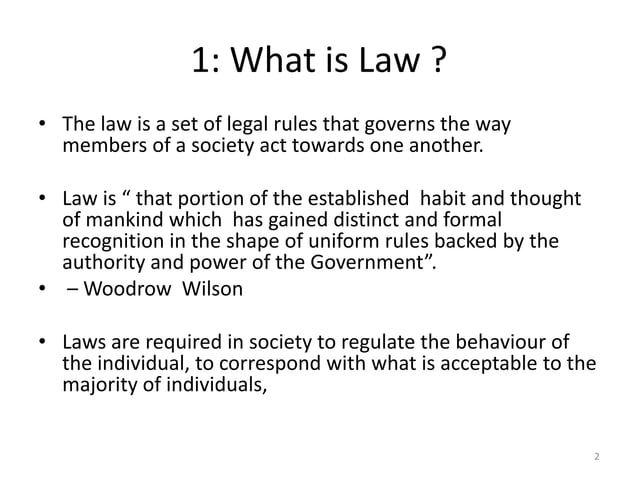 1: What is Law ?
• The law is a set of legal rules that governs the way
members of a society act towards one another.
• Law is “ that portion of the established  habit and thought
of mankind which  has gained distinct and formal
recognition in the shape of uniform rules backed by the
authority and power of the Government”.
•  – Woodrow  Wilson
• Laws are required in society to regulate the behaviour of
the individual, to correspond with what is acceptable to the
majority of individuals,
2